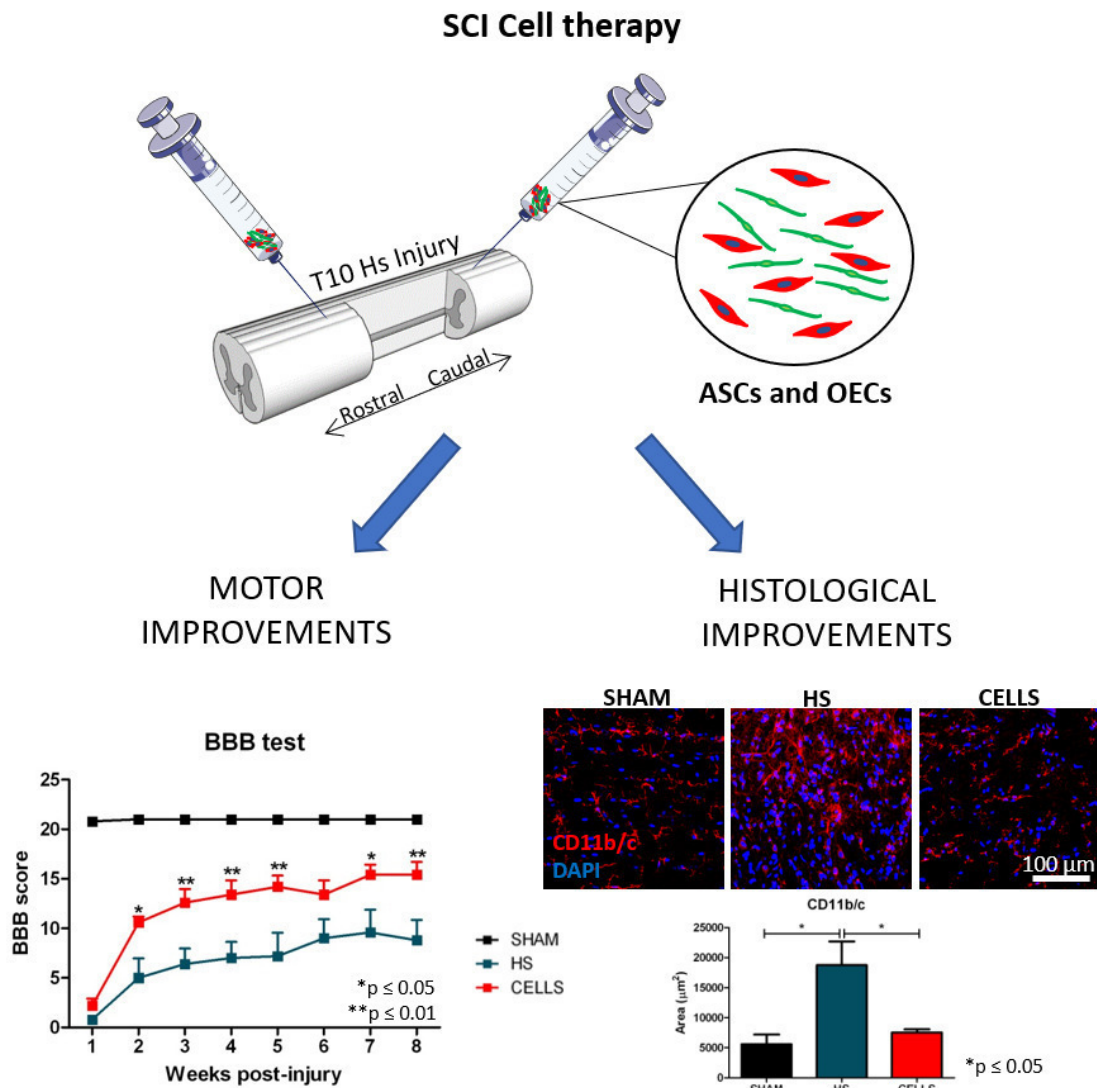 SCI Cell therapy
T10 Hs Injury
Rostral Caudal
ASCs and OECs
MOTOR
IMPROVEMENTS
HISTOLOGICAL
IMPROVEMENTS
BBB test
BBB score
25
20
15
10
5
0
* ** ** ** * **
1 2 3 4 5 6 7 8
Weeks post-injury
SHAM
HS
CELLS
*p ≤ 0.05
**p ≤ 0.01
SHAM HS CELLS
CD11b/c
DAPI
100 µm
CD11b/c
Area (µm²)
25000
20000
15000
10000
5000
0
* *
SHAM HS CELLS
*p ≤ 0.05